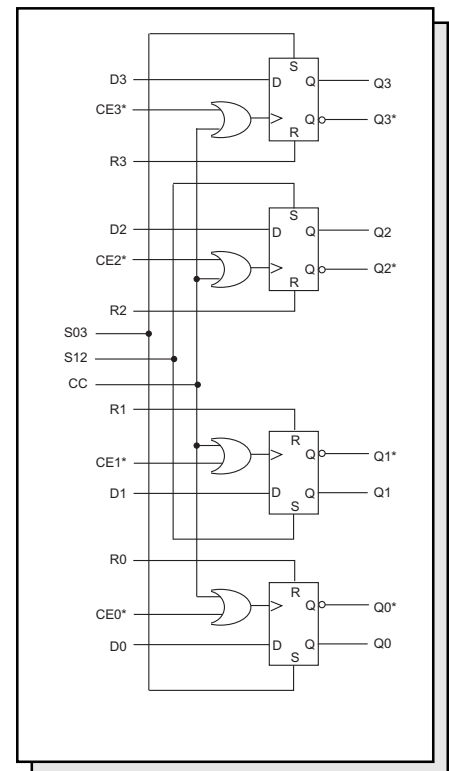 S
D3 D Q Q3
CE3*
Q Q3*
R
R3
S
D2 D Q Q2
CE2*
Q Q2*
R
R2
S03
S12
CC
R1
R
Q Q1*
CE1*
D1 D Q Q1
S
R0
R
Q Q0*
CE0*
D0 D Q Q0
S